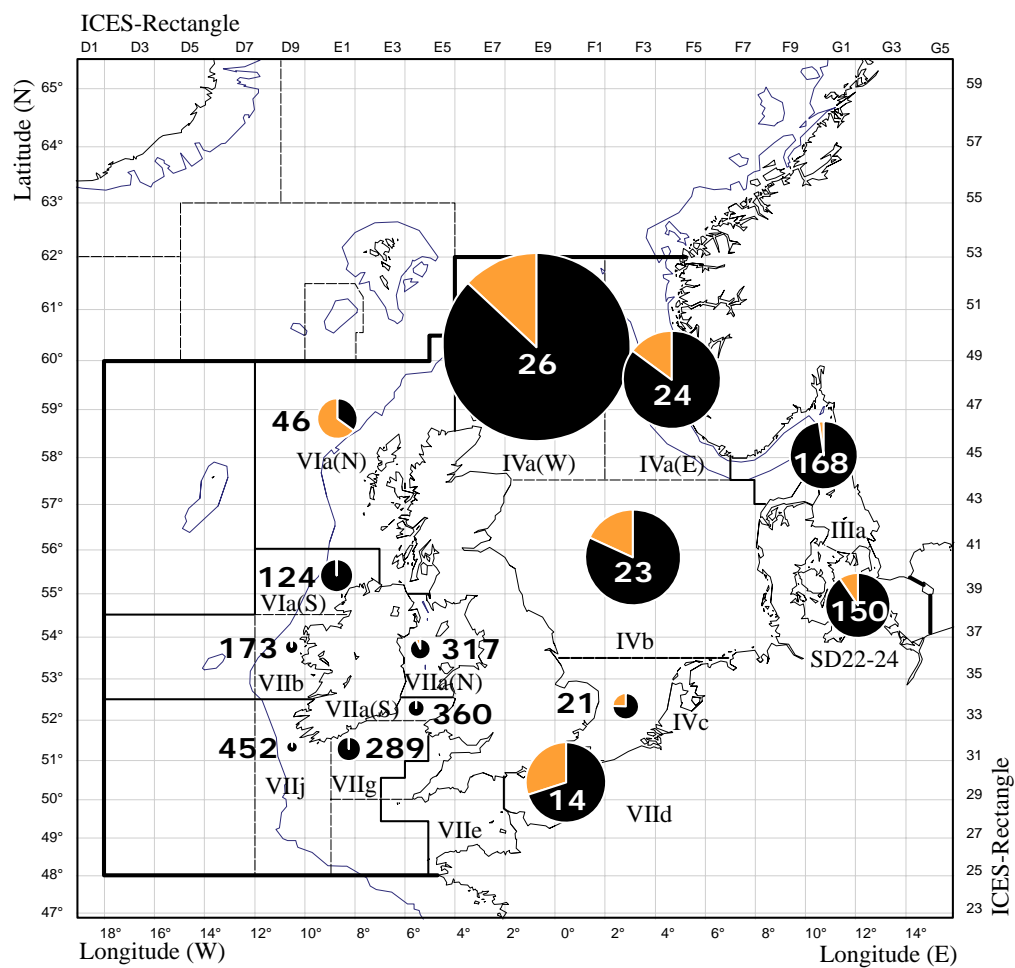 ICES-Rectangle
D1 D3 D5 D7 D9 E1 E3 E5 E7 E9 F1 F3 F5 F7 F9 G1 G3 G5
Latitude (N)
65°
64°
63°
62°
61°
60°
59°
58°
57°
56°
55°
54°
53°
52°
51°
50°
49°
48°
47°
59
57
55
53
51
49
47
45
43
41
39
37
35
33
31
29
27
25
23
ICES-Rectangle
26
24
46
168
VIa(N)
IVa(W)
IVa(E)
IIIa
23
124
VIa(S)
150
173
317
IVb
SD22-24
VIIb
VIIa(N)
21
VIIa(S)
360
IVc
452
289
VIIj
VIIg
14
VIId
VIIe
18° 16° 14° 12° 10° 8° 6° 4° 2° 0° 2° 4° 6° 8° 10° 12° 14°
Longitude (W)
Longitude (E)